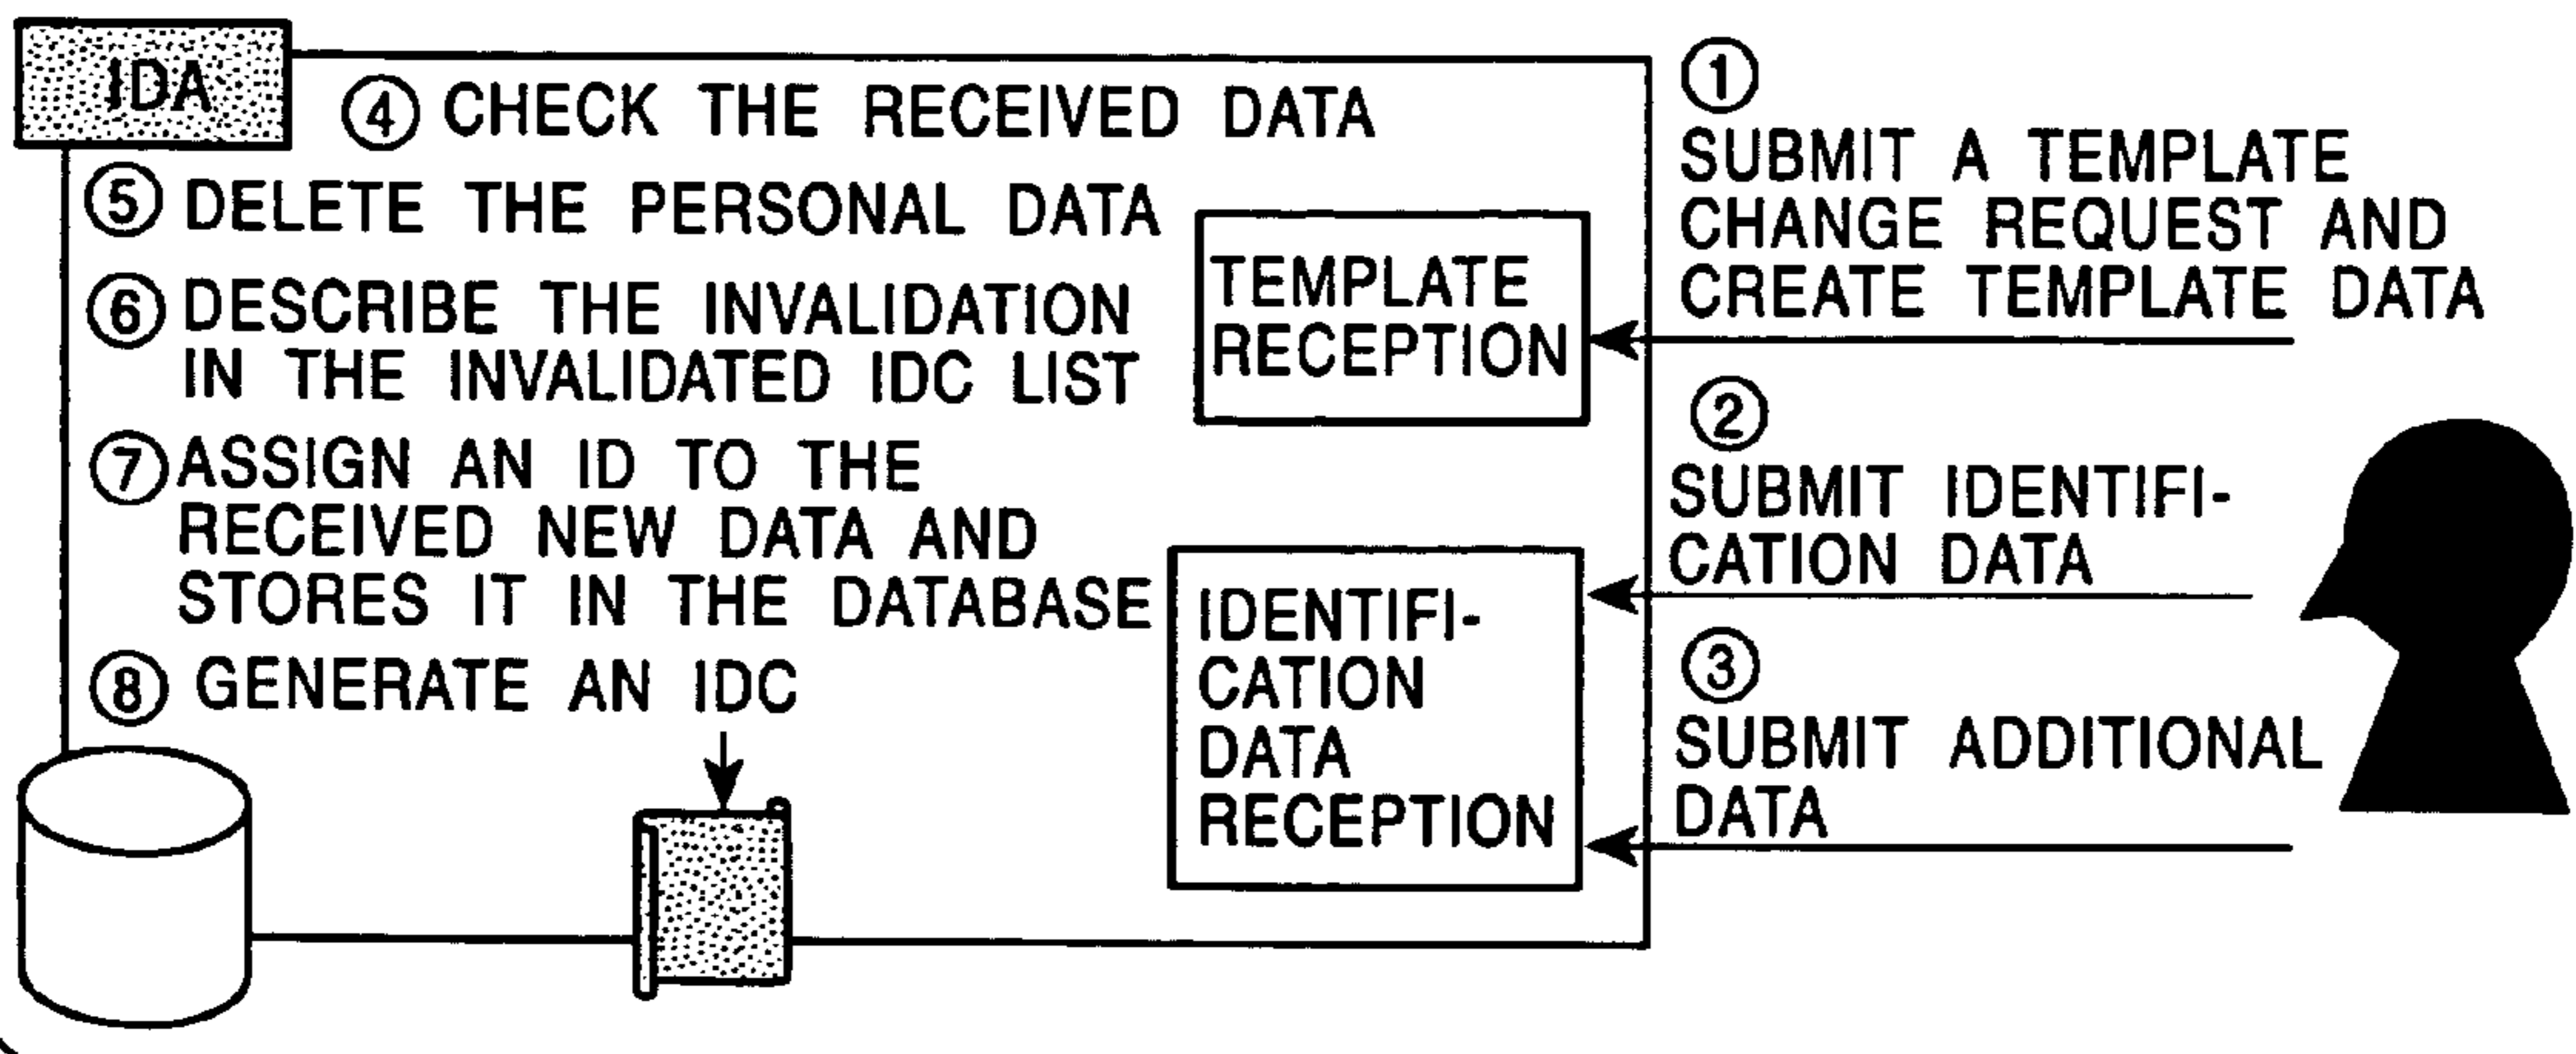 IDA
④ CHECK THE RECEIVED DATA
⑤ DELETE THE PERSONAL DATA
⑥ DESCRIBE THE INVALIDATION
IN THE INVALIDATED IDC LIST
⑦ ASSIGN AN ID TO THE
RECEIVED NEW DATA AND
STORES IT IN THE DATABASE
⑧ GENERATE AN IDC
TEMPLATE
RECEPTION
IDENTIFI-
CATION
DATA
RECEPTION
①
SUBMIT A TEMPLATE
CHANGE REQUEST AND
CREATE TEMPLATE DATA
②
SUBMIT IDENTIFI-
CATION DATA
③
SUBMIT ADDITIONAL
DATA